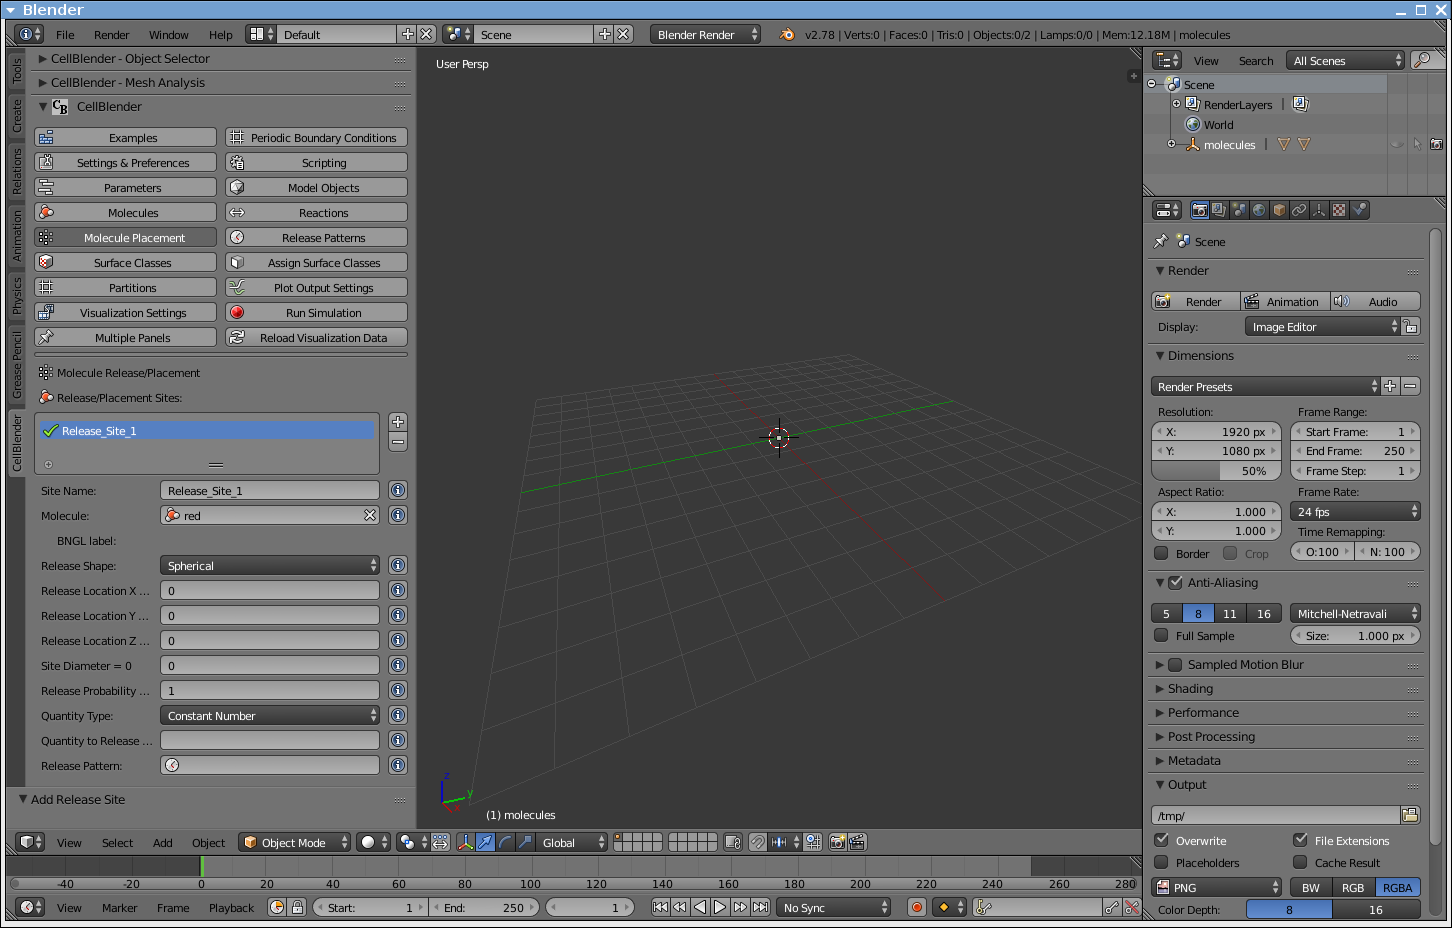 Blender
File Render Window Help Default Scene Blender Render v2.78 | Verts:0 | Faces:0 | Tris:0 | Objects:0/2 | Lamps:0/0 | Mem:12.18M | molecules
Tools
Create
Relations
Animation
Physics
Grease Pencil
CellBlender
CellBlender - Object Selector
CellBlender - Mesh Analysis
CellBlender
Examples Periodic Boundary Conditions
Settings & Preferences Scripting
Parameters Model Objects
Molecules Reactions
Molecule Placement Release Patterns
Surface Classes Assign Surface Classes
Partitions Plot Output Settings
Visualization Settings Run Simulation
Multiple Panels Reload Visualization Data
Molecule Release/Placement
Release/Placement Sites:
Release_Site_1
Site Name: Release_Site_1
Molecule: red
BNGL label:
Release Shape: Spherical
Release Location X ... 0
Release Location Y ... 0
Release Location Z ... 0
Site Diameter = 0 0
Release Probability ... 1
Quantity Type: Constant Number
Quantity to Release ...
Release Pattern:
Add Release Site
User Persp
z
y
x
(1) molecules
View Select Add Object Object Mode Global
-40 -20 0 20 40 60 80 100 120 140 160 180 200 220 240 260 280
View Marker Frame Playback Start: 1 End: 250 1 No Sync
View Search All Scenes
Scene
RenderLayers |
World
molecules |
Scene
Render
Render Animation Audio
Display: Image Editor
Dimensions
Render Presets
Resolution: Frame Range:
X: 1920 px Start Frame: 1
Y: 1080 px End Frame: 250
50% Frame Step: 1
Aspect Ratio: Frame Rate:
X: 1.000 24 fps
Y: 1.000 Time Remapping:
Border Crop O:100 N: 100
Anti-Aliasing
5 8 11 16 Mitchell-Netravali
Full Sample Size: 1.000 px
Sampled Motion Blur
Shading
Performance
Post Processing
Metadata
Output
/tmp/
Overwrite File Extensions
Placeholders Cache Result
PNG BW RGB RGBA
Color Depth: 8 16